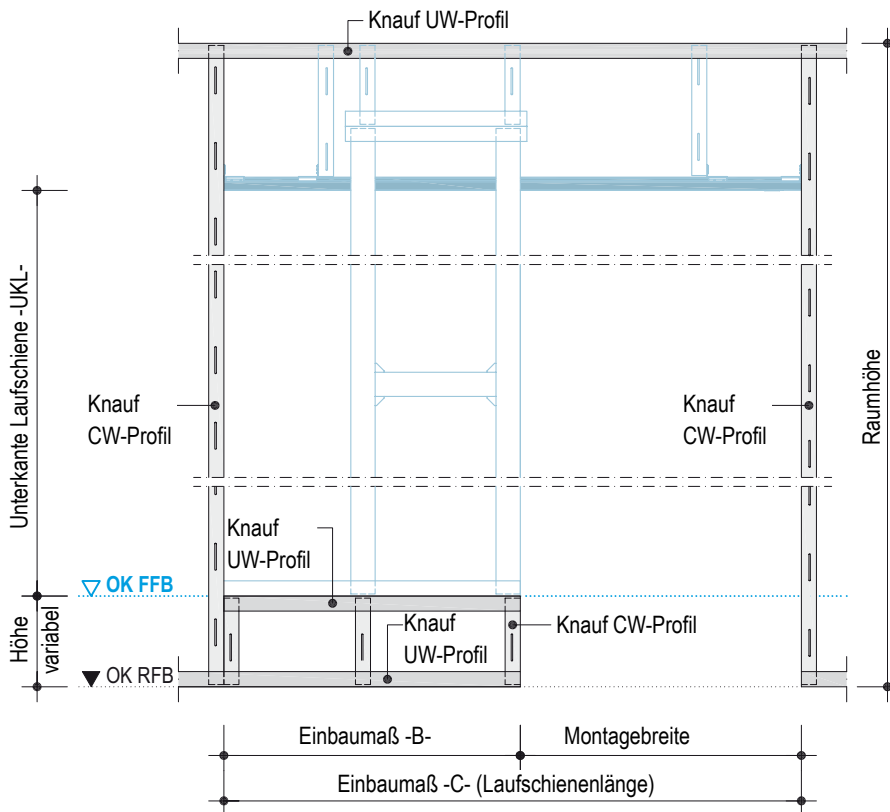 Knauf UW-Profil
Unterkante Laufschiene -UKL-
Raumhöhe
Knauf
CW-Profil
Knauf
CW-Profil
Knauf
UW-Profil
OK FFB
Höhe
variabel
Knauf
UW-Profil
Knauf CW-Profil
OK RFB
Einbaumaß -B-
Montagebreite
Einbaumaß -C- (Laufschienenlänge)